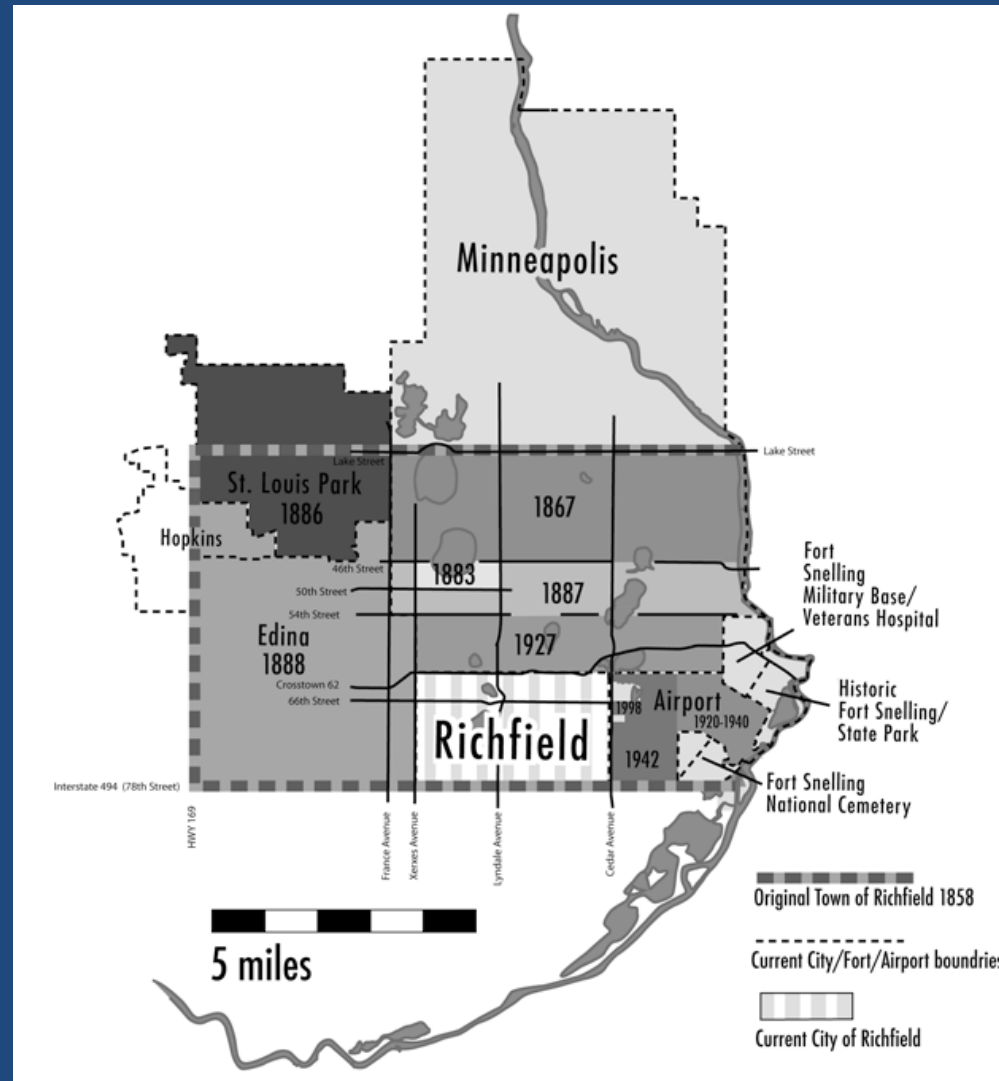 Minneapolis
Lake Street
Lake Street
St. Louis Park
1886
1867
Hopkins
46th Street
1883
50th Street
1887
54th Street
Fort
Snelling
Military Base/
Veterans Hospital
Edina
1888
1927
Crosstown 62
66th Street
1998
Airport
1920-1940
Historic
Fort Snelling/
State Park
Richfield
1942
Interstate 494 (78th Street)
Fort Snelling
National Cemetery
HWY 169
France Avenue
Xerxes Avenue
Lyndale Avenue
Cedar Avenue
5 miles
Original Town of Richfield 1858
Current City/Fort/Airport boundries
Current City of Richfield